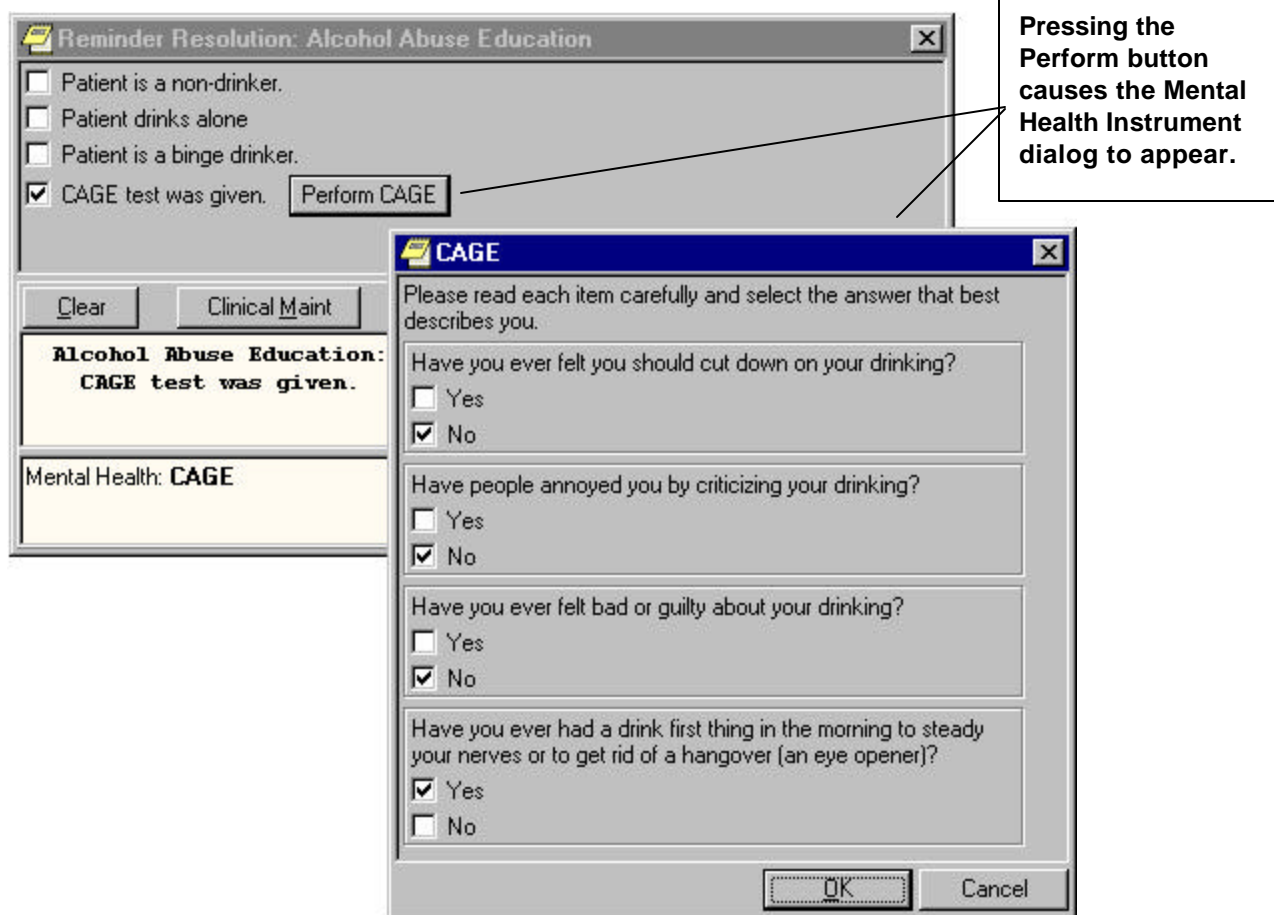 Reminder Resolution: Alcohol Abuse Education
Patient is a non-drinker.
Patient drinks alone
Patient is a binge drinker.
CAGE test was given. Perform CAGE
Clear Clinical Maint
Alcohol Abuse Education:
CAGE test was given.
Mental Health: CAGE
Pressing the
Perform button
causes the Mental
Health Instrument
dialog to appear.
CAGE
Please read each item carefully and select the answer that best
describes you.
Have you ever felt you should cut down on your drinking?
Yes
No
Have people annoyed you by criticizing your drinking?
Yes
No
Have you ever felt bad or guilty about your drinking?
Yes
No
Have you ever had a drink first thing in the morning to steady
your nerves or to get rid of a hangover (an eye opener)?
Yes
No
OK Cancel